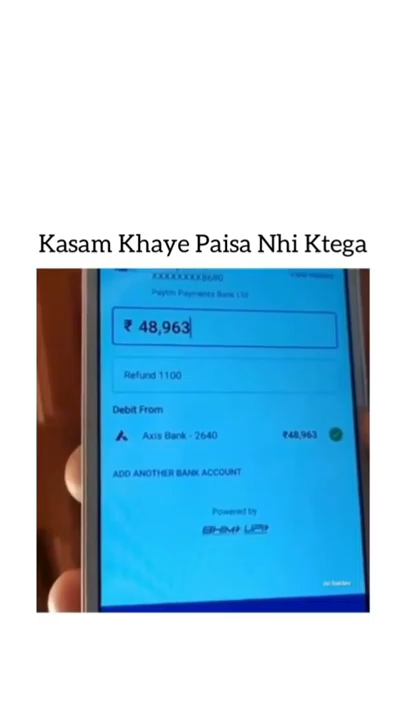 Kasam Khaye Paisa Nhi Ktega
XXXXXXXX8680
Paytm Payments Bank Ltd
₹ 48,963
Refund 1100
Debit From
Axis Bank - 2640 ₹48,963
ADD ANOTHER BANK ACCOUNT
Powered by
BHIM UPI